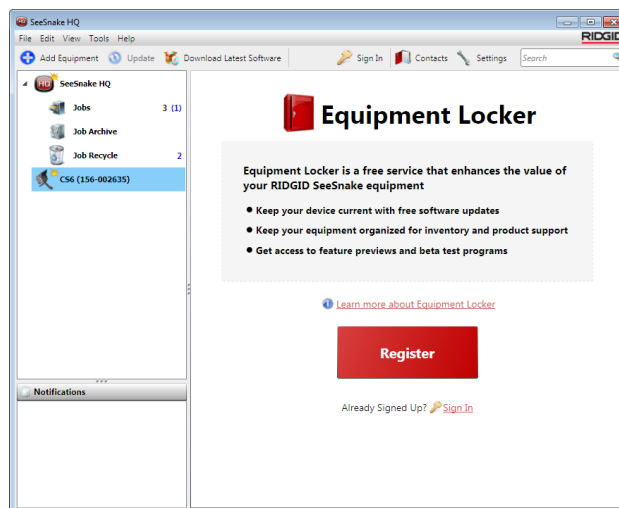 SeeSnake HQ
File Edit View Tools Help
RIDGID
Add Equipment Update Download Latest Software Sign In Contacts Settings Search
HQ SeeSnake HQ
Jobs 3 (1)
Job Archive
Job Recycle 2
CS6 (156-002635)
Equipment Locker
Equipment Locker is a free service that enhances the value of
your RIDGID SeeSnake equipment
• Keep your device current with free software updates
• Keep your equipment organized for inventory and product support
• Get access to feature previews and beta test programs
Learn more about Equipment Locker
Register
Already Signed Up? Sign In
Notifications